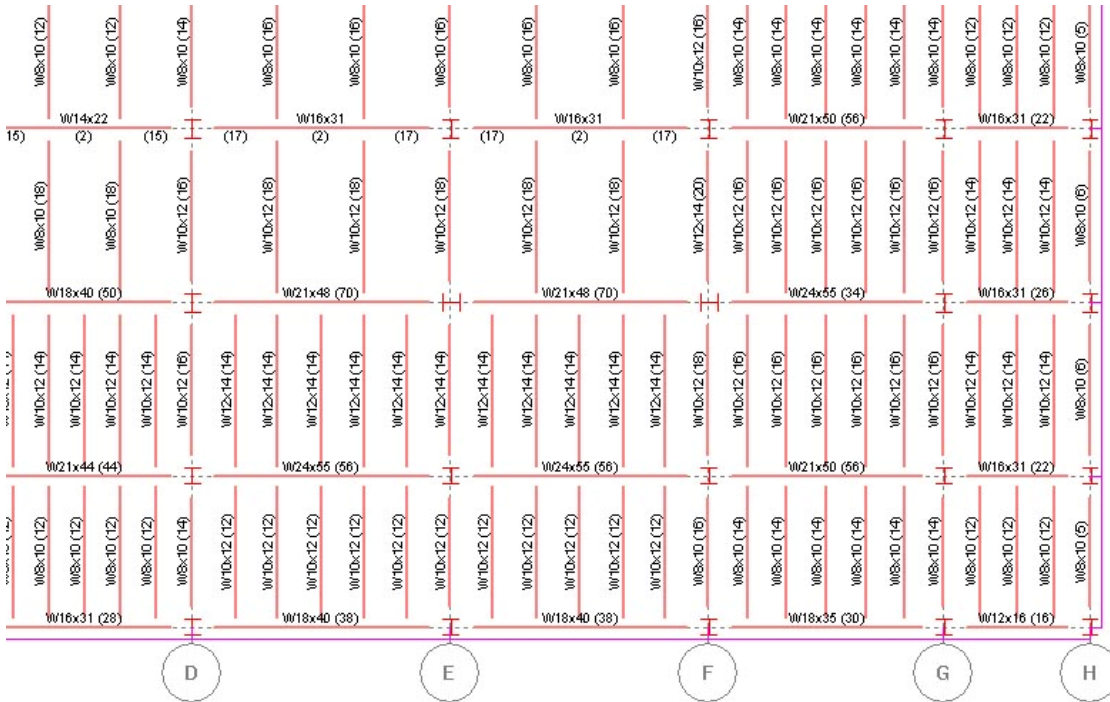 W8x10 (12)
W8x10 (12)
W8x10 (14)
W8x10 (16)
W8x10 (16)
W8x10 (16)
W8x10 (16)
W8x10 (16)
W10x12 (16)
W8x10 (14)
W8x10 (14)
W8x10 (14)
W8x10 (14)
W8x10 (14)
W8x10 (14)
W8x10 (12)
W8x10 (12)
W8x10 (12)
W8x10 (5)
W14x22
W16x31
W16x31
W21x50 (56)
W16x31 (22)
15) (2) (15) (17) (2) (17) (17) (2) (17)
W8x10 (18)
W8x10 (18)
W10x12 (16)
W10x12 (18)
W10x12 (18)
W10x12 (18)
W10x12 (18)
W10x12 (18)
W12x14 (20)
W10x12 (16)
W10x12 (16)
W10x12 (16)
W10x12 (16)
W10x12 (16)
W10x12 (16)
W10x12 (14)
W10x12 (14)
W10x12 (14)
W8x10 (6)
W18x40 (50)
W21x48 (70)
W21x48 (70)
W24x55 (34)
W16x31 (26)
W10x12 (14)
W10x12 (14)
W10x12 (14)
W10x12 (14)
W10x12 (16)
W12x14 (14)
W12x14 (14)
W12x14 (14)
W12x14 (14)
W12x14 (14)
W12x14 (14)
W12x14 (14)
W12x14 (14)
W12x14 (14)
W12x14 (14)
W12x14 (14)
W10x12 (18)
W10x12 (16)
W10x12 (16)
W10x12 (16)
W10x12 (16)
W10x12 (16)
W10x12 (16)
W10x12 (14)
W10x12 (14)
W10x12 (14)
W8x10 (6)
W21x44 (44)
W24x55 (56)
W24x55 (56)
W21x50 (56)
W16x31 (22)
W8x10 (12)
W8x10 (12)
W8x10 (12)
W8x10 (12)
W8x10 (14)
W10x12 (12)
W10x12 (12)
W10x12 (12)
W10x12 (12)
W10x12 (12)
W10x12 (12)
W10x12 (12)
W10x12 (12)
W10x12 (12)
W10x12 (12)
W10x12 (12)
W8x10 (16)
W8x10 (14)
W8x10 (14)
W8x10 (14)
W8x10 (14)
W8x10 (14)
W8x10 (14)
W8x10 (12)
W8x10 (12)
W8x10 (12)
W8x10 (5)
W16x31 (28)
W18x40 (38)
W18x40 (38)
W18x35 (30)
W12x16 (16)
D E F G H